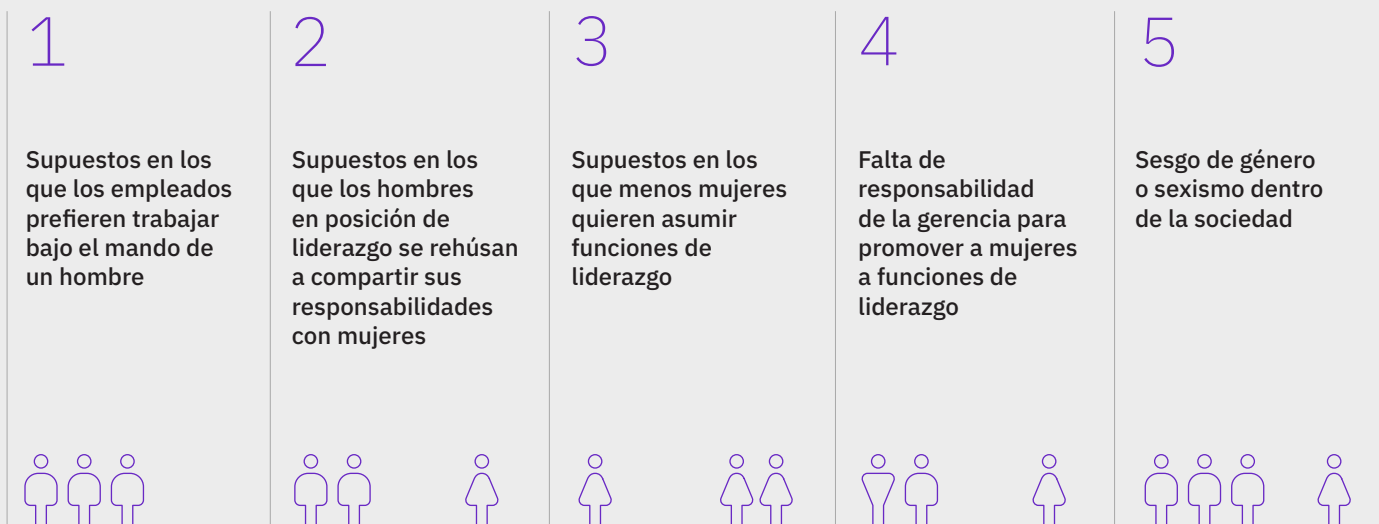 1
Supuestos en los
que los empleados
prefieren trabajar
bajo el mando de
un hombre
2
Supuestos en los
que los hombres
en posición de
liderazgo se rehúsan
a compartir sus
responsabilidades
con mujeres
3
Supuestos en los
que menos mujeres
quieren asumir
funciones de
liderazgo
4
Falta de
responsabilidad
de la gerencia para
promover a mujeres
a funciones de
liderazgo
5
Sesgo de género
o sexismo dentro
de la sociedad